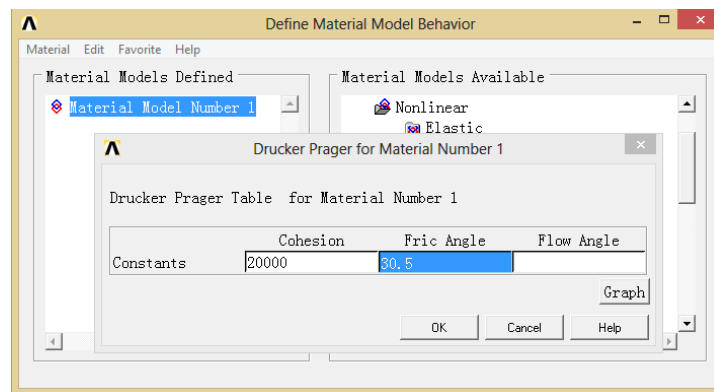 Define Material Model Behavior
Material Edit Favorite Help
Material Models Defined
Material Models Available
Material Model Number 1
Nonlinear
Elastic
Drucker Prager for Material Number 1
Drucker Prager Table for Material Number 1
Cohesion Fric Angle Flow Angle
Constants 20000 30.5
Graph
OK Cancel Help